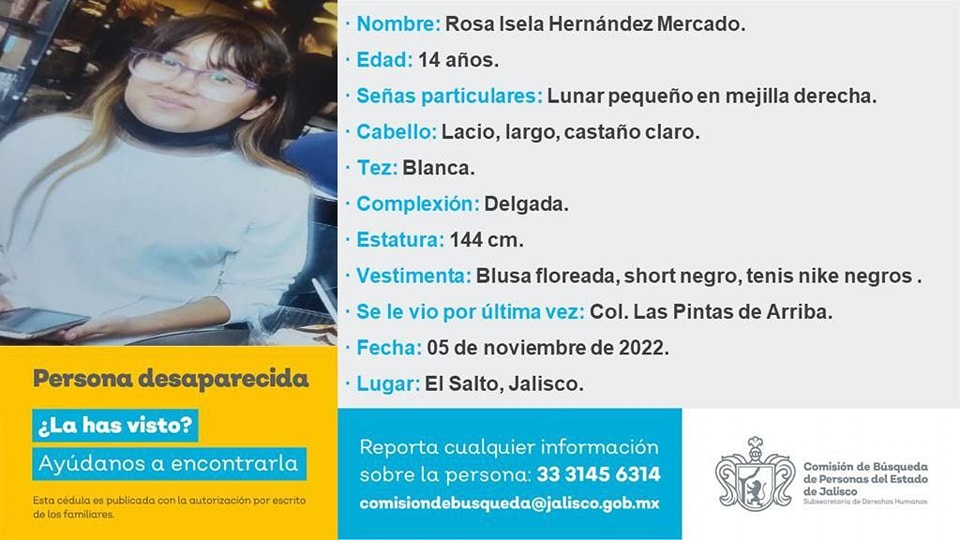 · Nombre: Rosa Isela Hernández Mercado.
· Edad: 14 años.
· Señas particulares: Lunar pequeño en mejilla derecha.
· Cabello: Lacio, largo, castaño claro.
· Tez: Blanca.
· Complexión: Delgada.
· Estatura: 144 cm.
· Vestimenta: Blusa floreada, short negro, tenis nike negros .
· Se le vio por última vez: Col. Las Pintas de Arriba.
· Fecha: 05 de noviembre de 2022.
· Lugar: El Salto, Jalisco.
Persona desaparecida
¿La has visto?
Ayúdanos a encontrarla
Esta cédula es publicada con la autorización por escrito
de los familiares.
Reporta cualquier información
sobre la persona: 33 3145 6314
comisiondebusqueda@jalisco.gob.mx
Comisión de Búsqueda
de Personas del Estado
de Jalisco
Subsecretaría de Derechos Humanos